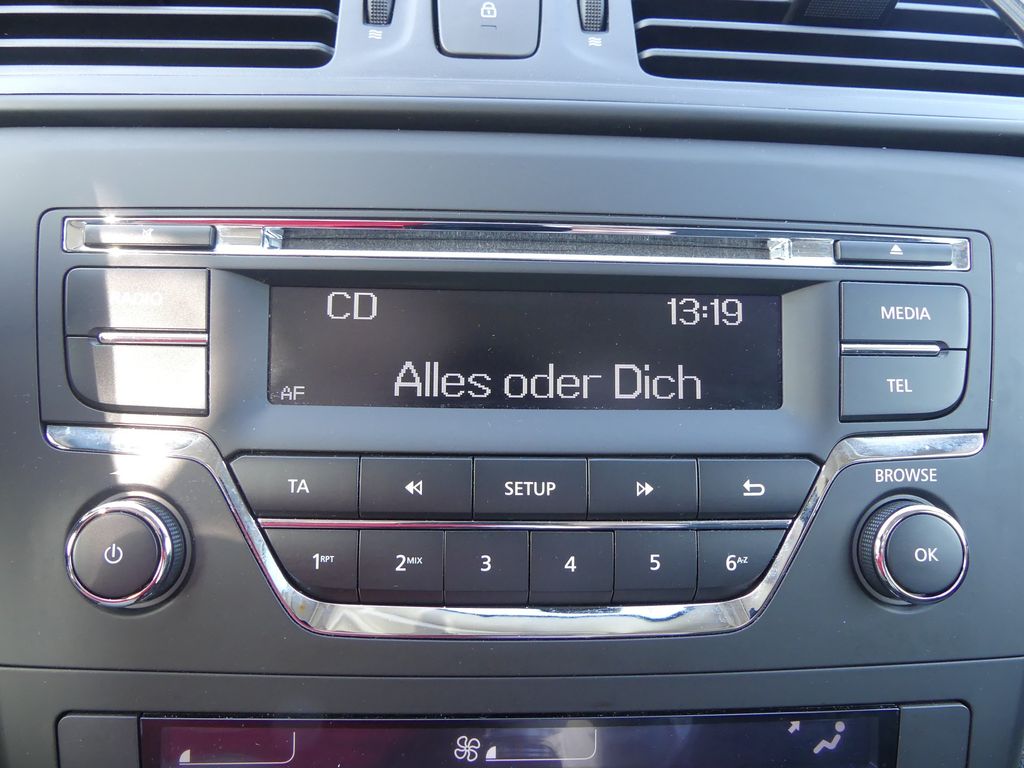 RADIO
CD 13:19
AF Alles oder Dich
MEDIA
TEL
TA SETUP
BROWSE
1RPT 2MIX 3 4 5 6A-Z
OK